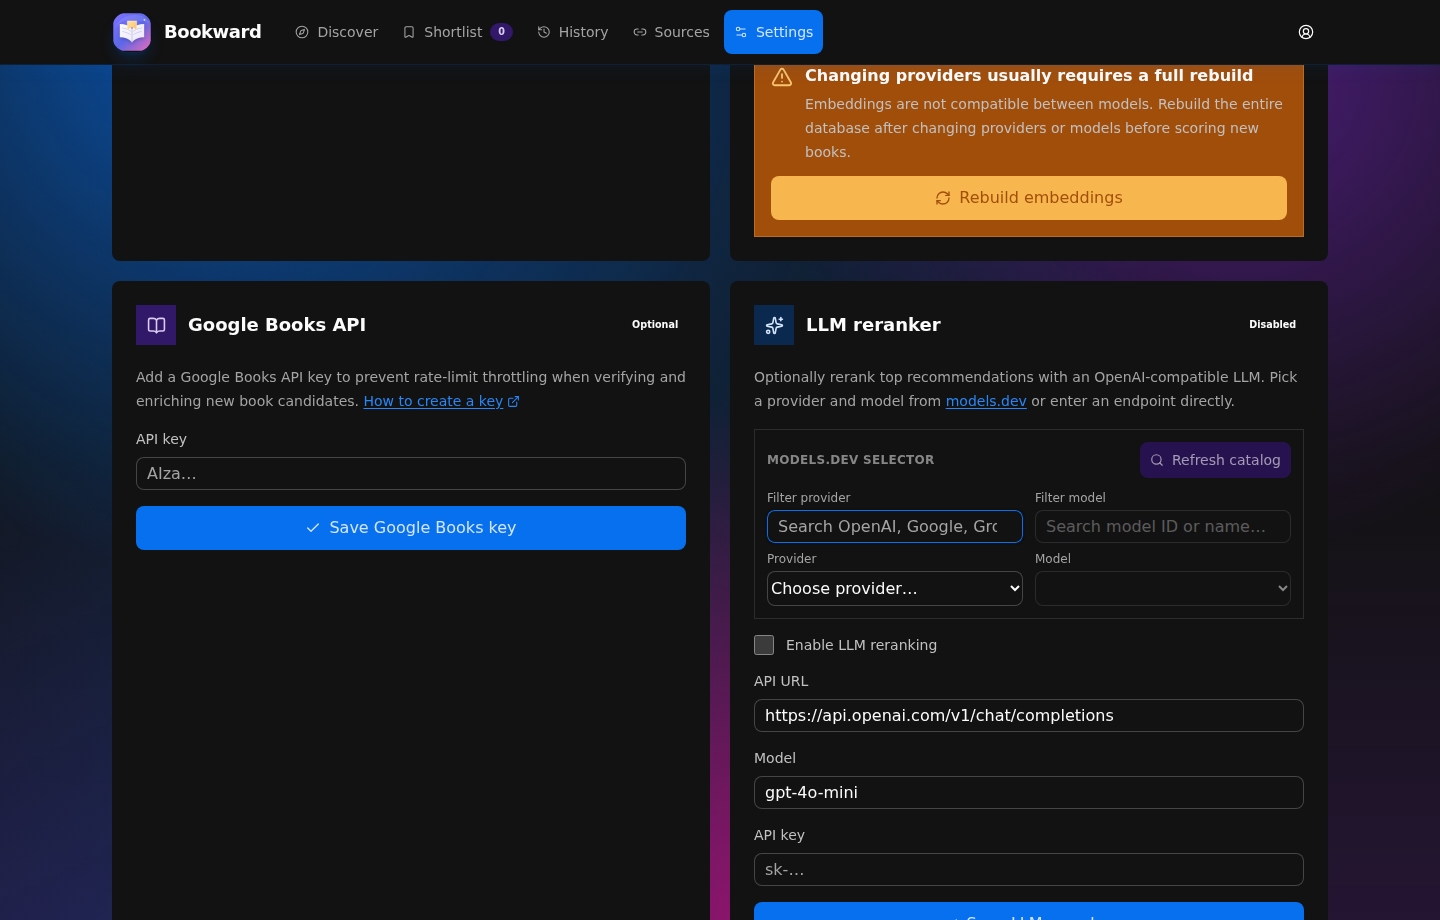 Bookward
Discover
Shortlist 0
History
Sources
Settings
Changing providers usually requires a full rebuild
Embeddings are not compatible between models. Rebuild the entire
database after changing providers or models before scoring new
books.
Rebuild embeddings
Google Books API
Optional
Add a Google Books API key to prevent rate-limit throttling when verifying and
enriching new book candidates. How to create a key
API key
AIza…
Save Google Books key
LLM reranker
Disabled
Optionally rerank top recommendations with an OpenAI-compatible LLM. Pick
a provider and model from models.dev or enter an endpoint directly.
MODELS.DEV SELECTOR
Refresh catalog
Filter provider
Filter model
Search OpenAI, Google, Grc
Search model ID or name…
Provider
Model
Choose provider…
Enable LLM reranking
API URL
https://api.openai.com/v1/chat/completions
Model
gpt-4o-mini
API key
sk-…